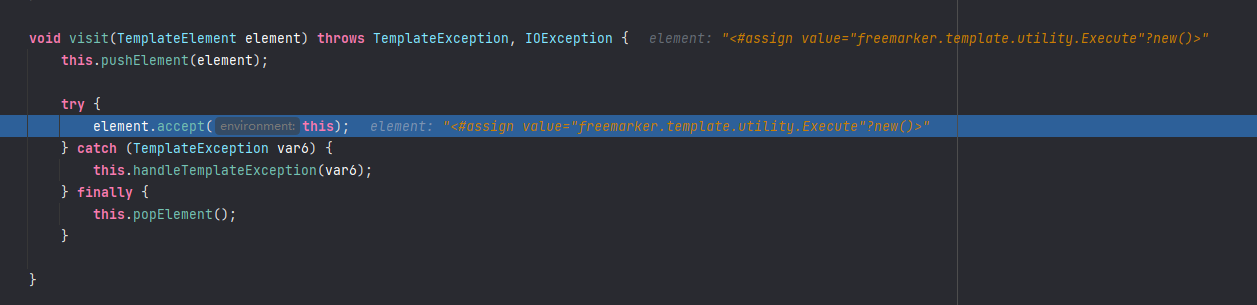 void visit(TemplateElement element) throws TemplateException, IOException {   element: "<#assign value="freemarker.template.utility.Execute"?new()>"
this.pushElement(element);
try {
element.accept( environment: this);   element: "<#assign value="freemarker.template.utility.Execute"?new()>"
} catch (TemplateException var6) {
this.handleTemplateException(var6);
} finally {
this.popElement();
}
}